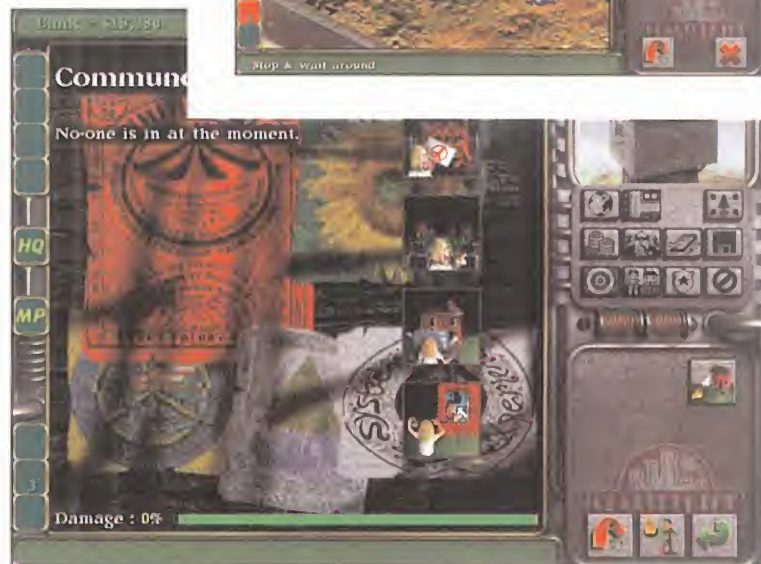 Stop & wait around
Commune
No-one is in at the moment.
HQ
MP
3
Damage : 0%